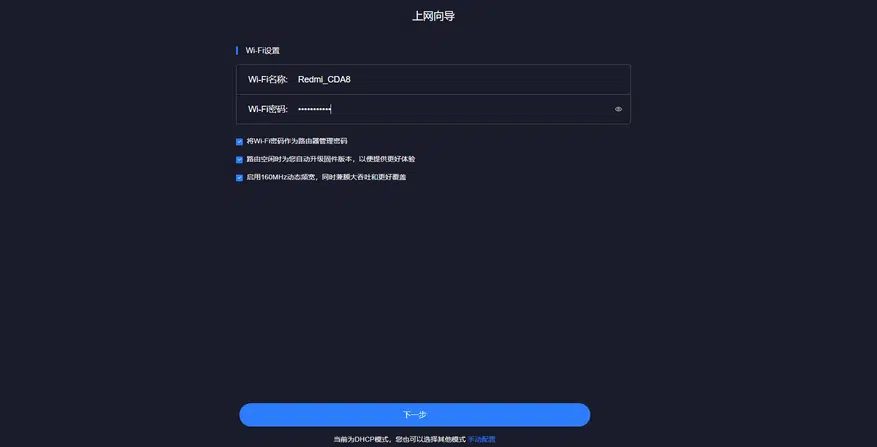 上网向导
Wi-Fi设置
Wi-Fi名称: Redmi_CDA8
Wi-Fi密码: •••••••••••
将Wi-Fi密码作为路由器管理密码
路由空闲时为您自动升级固件版本，以便提供更好体验
启用160MHz动态频宽，同时兼顾大吞吐和更好覆盖
下一步
当前为DHCP模式，您也可以选择其他模式 手动配置